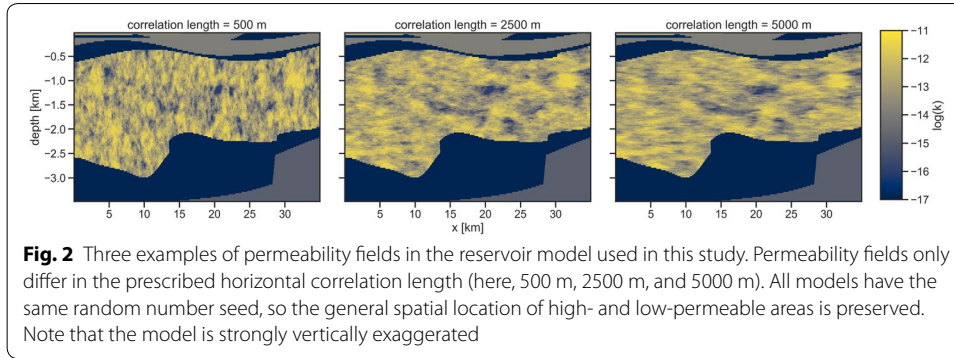 correlation length = 500 m correlation length = 2500 m correlation length = 5000 m
−0.5
−1.0
−1.5
−2.0
−2.5
−3.0
depth [km]
5 10 15 20 25 30
5 10 15 20 25 30
5 10 15 20 25 30
x [km]
−11
−12
−13
−14
−15
−16
−17
log(k)
Fig. 2 Three examples of permeability fields in the reservoir model used in this study. Permeability fields only
differ in the prescribed horizontal correlation length (here, 500 m, 2500 m, and 5000 m). All models have the
same random number seed, so the general spatial location of high- and low-permeable areas is preserved.
Note that the model is strongly vertically exaggerated